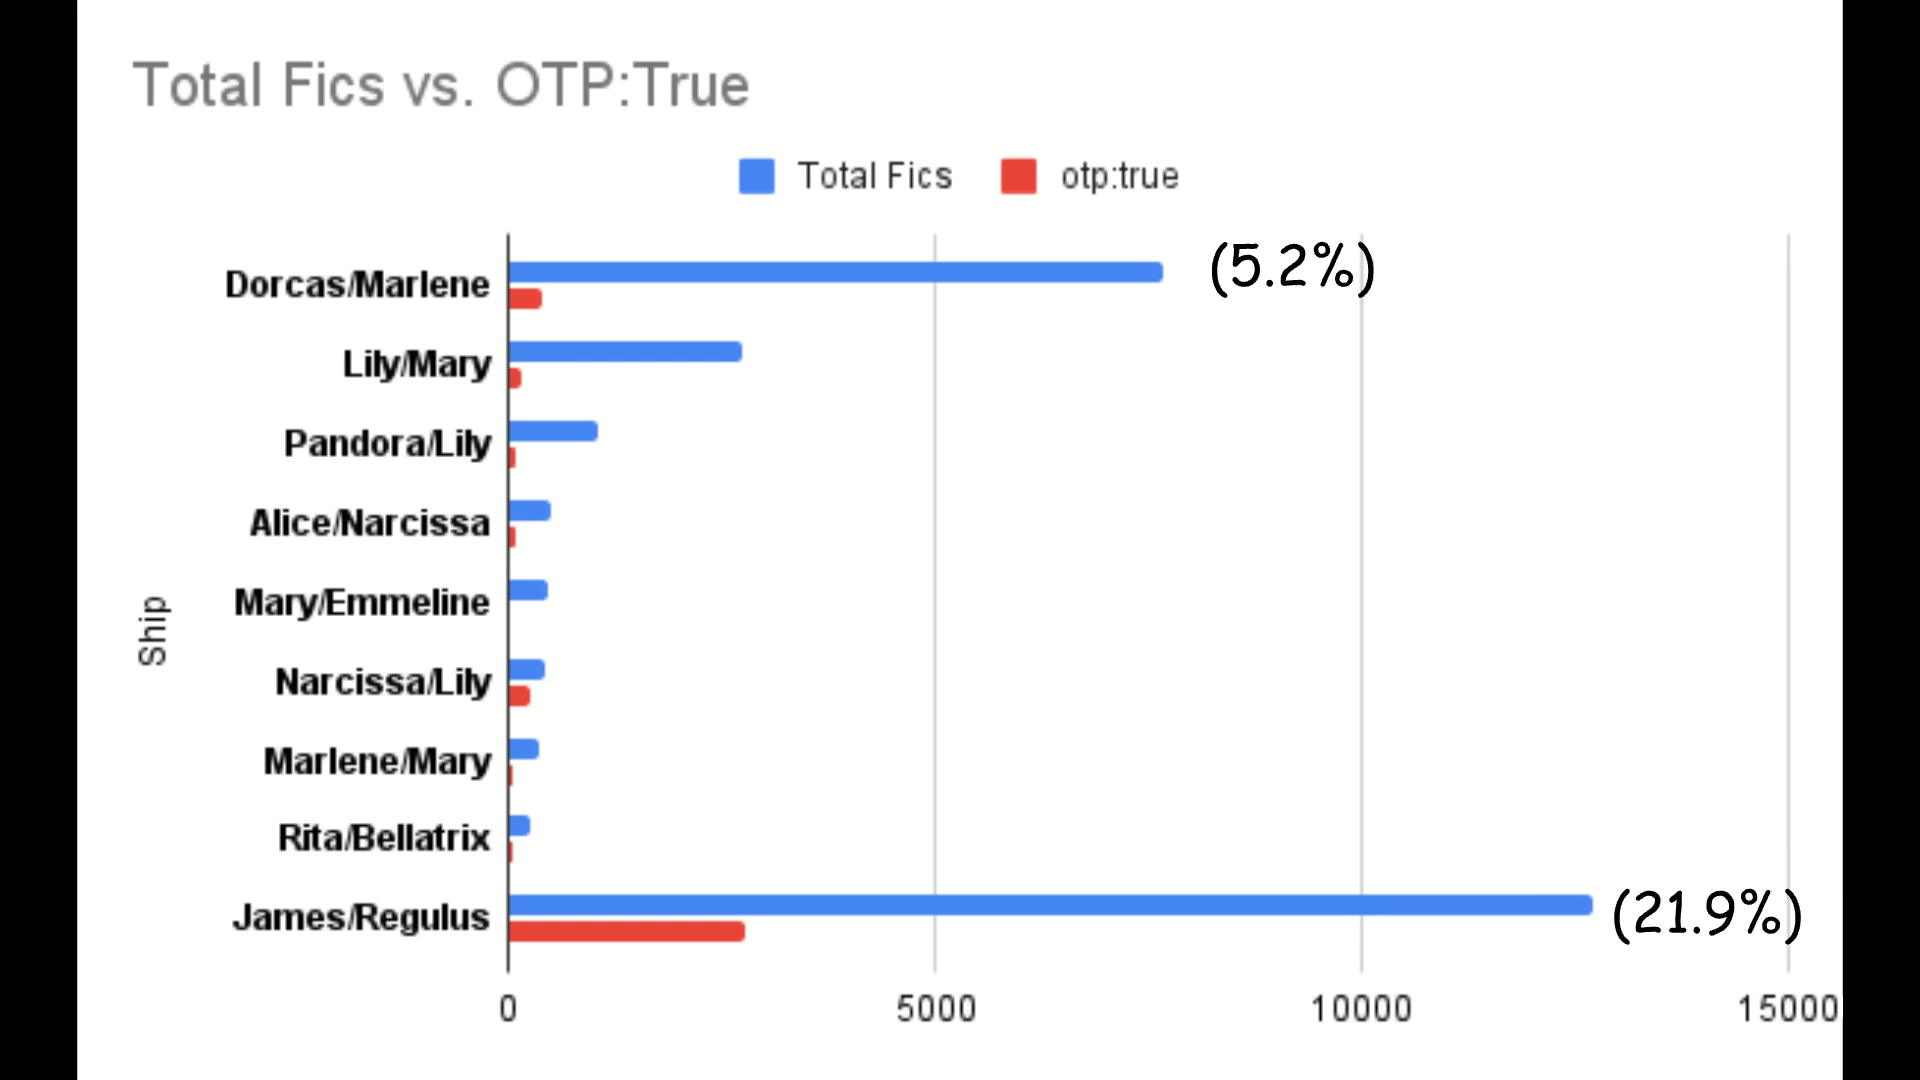 Total Fics vs. OTP:True
Total Fics
otp:true
Dorcas/Marlene
(5.2%)
Lily/Mary
Pandora/Lily
Alice/Narcissa
Mary/Emmeline
Narcissa/Lily
Marlene/Mary
Rita/Bellatrix
James/Regulus
(21.9%)
Ship
0
5000
10000
15000